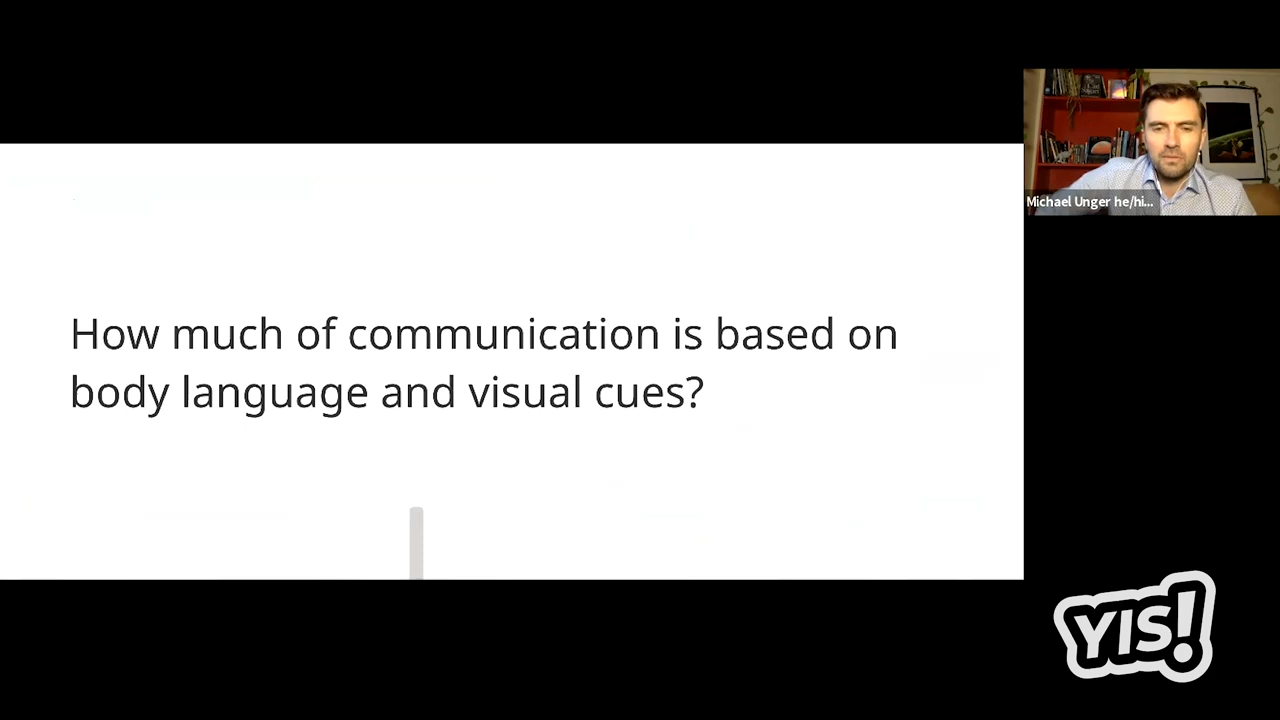 How much of communication is based on
body language and visual cues?
Michael Unger he/hi...
YIS!